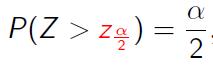 P(Z > z_{α/2}) = α/2,